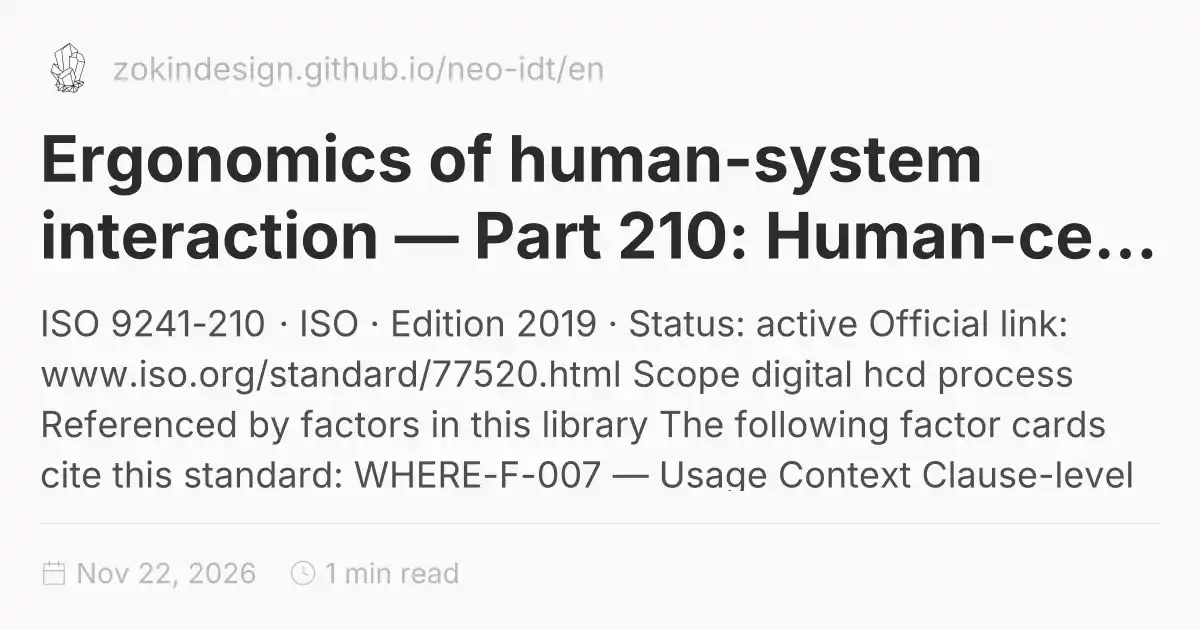 zokindesign.github.io/neo-idt/en
Ergonomics of human-system
interaction — Part 210: Human-ce...
ISO 9241-210 · ISO · Edition 2019 · Status: active Official link:
www.iso.org/standard/77520.html Scope digital hcd process
Referenced by factors in this library The following factor cards
cite this standard: WHERE-F-007 — Usage Context Clause-level
Nov 22, 2026 1 min read